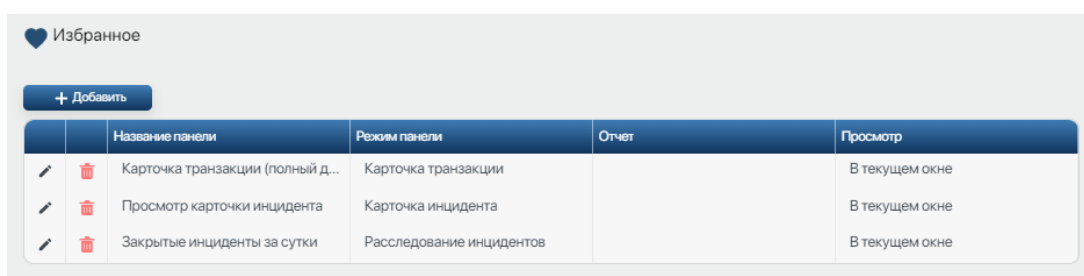 Избранное
+ Добавить
Название панели Режим панели Отчет Просмотр
Карточка транзакции (полный д... Карточка транзакции В текущем окне
Просмотр карточки инцидента Карточка инцидента В текущем окне
Закрытые инциденты за сутки Расследование инцидентов В текущем окне